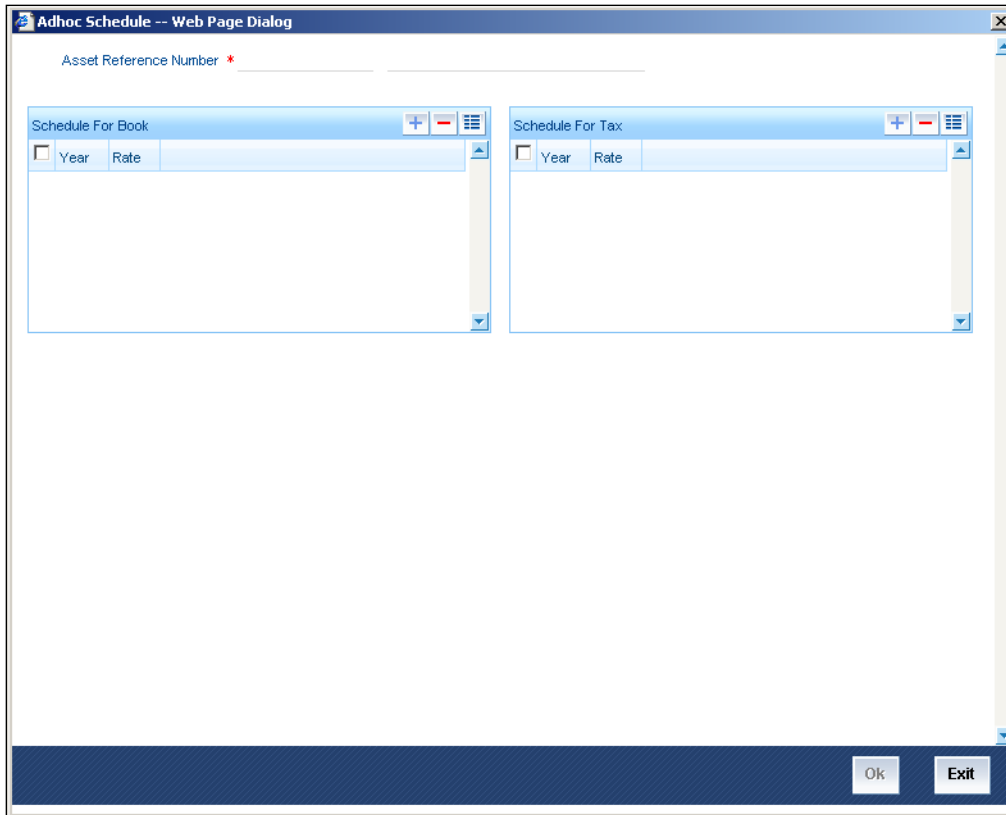 Adhoc Schedule -- Web Page Dialog
Asset Reference Number *
Schedule For Book
Year Rate
Schedule For Tax
Year Rate
Ok Exit